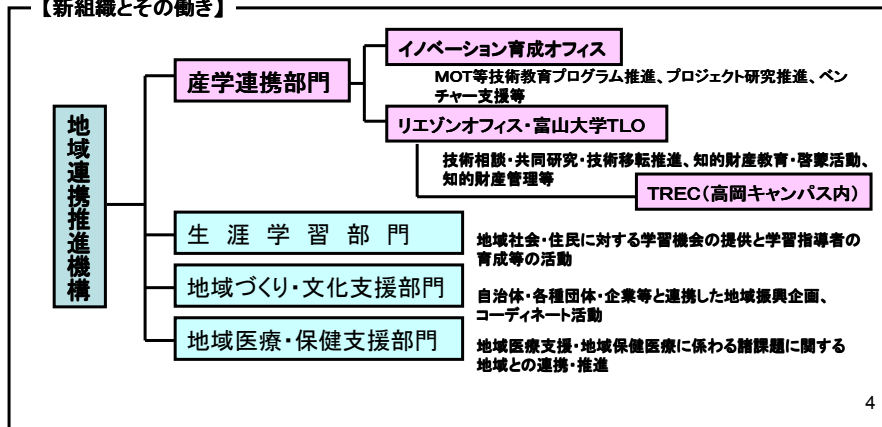 【新組織とその働き】
イノベーション育成オフィス
MOT等技術教育プログラム推進、プロジェクト研究推進、ベン
チャー支援等
産学連携部門
リエゾンオフィス・富山大学TLO
技術相談・共同研究・技術移転推進、知的財産教育・啓蒙活動、
知的財産管理等
TREC(高岡キャンパス内)
地域連携推進機構
生涯学習部門
地域社会・住民に対する学習機会の提供と学習指導者の
育成等の活動
地域づくり・文化支援部門
自治体・各種団体・企業等と連携した地域振興企画、
コーディネート活動
地域医療・保健支援部門
地域医療支援・地域保健医療に係わる諸課題に関する
地域との連携・推進
4